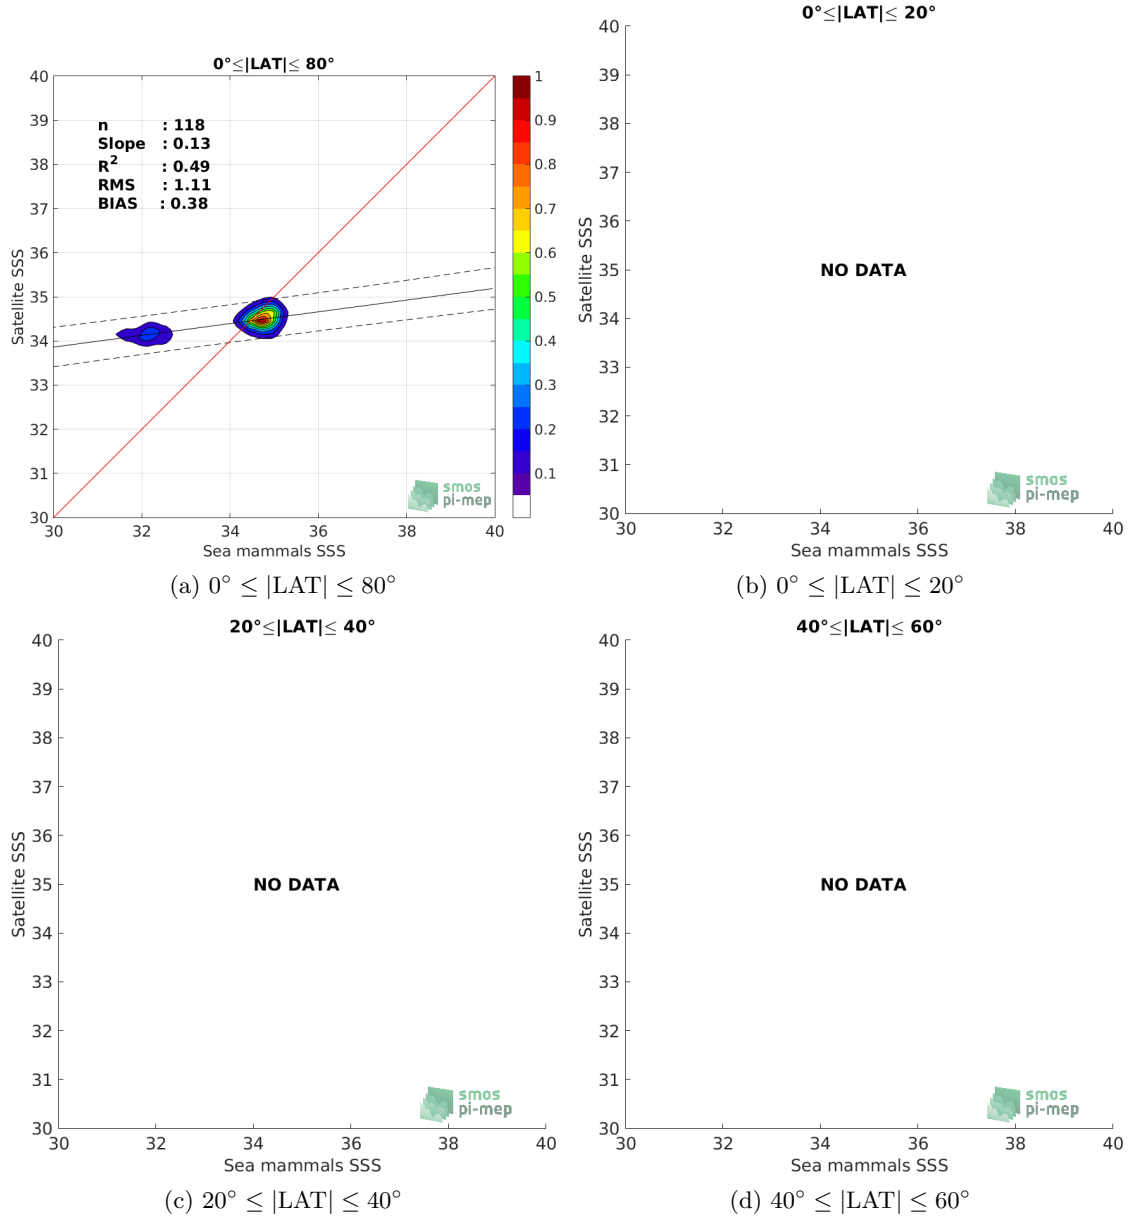 0°≤|LAT|≤ 80°
n : 118
Slope : 0.13
R² : 0.49
RMS : 1.11
BIAS : 0.38
40
39
38
37
36
35
34
33
32
31
30
30 32 34 36 38 40
Satellite SSS
Sea mammals SSS
1
0.9
0.8
0.7
0.6
0.5
0.4
0.3
0.2
0.1
smos
pi-mep
(a) 0° ≤ |LAT| ≤ 80°
0°≤|LAT|≤ 20°
40
39
38
37
36
35
34
33
32
31
30
30 32 34 36 38 40
Satellite SSS
NO DATA
Sea mammals SSS
smos
pi-mep
(b) 0° ≤ |LAT| ≤ 20°
20°≤|LAT|≤ 40°
40
39
38
37
36
35
34
33
32
31
30
30 32 34 36 38 40
Satellite SSS
NO DATA
Sea mammals SSS
smos
pi-mep
(c) 20° ≤ |LAT| ≤ 40°
40°≤|LAT|≤ 60°
40
39
38
37
36
35
34
33
32
31
30
30 32 34 36 38 40
Satellite SSS
NO DATA
Sea mammals SSS
smos
pi-mep
(d) 40° ≤ |LAT| ≤ 60°